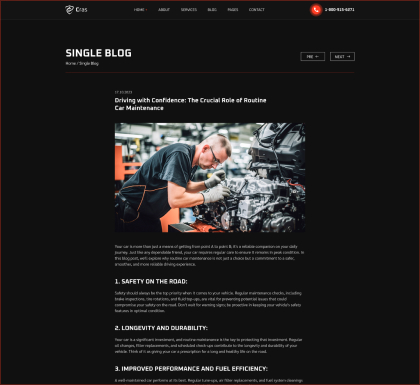 Eras
HOME
ABOUT
SERVICES
BLOG
PAGES
CONTACT
1-800-915-6271
SINGLE BLOG
Home / Single Blog
PRE
NEXT
Driving with Confidence: The Crucial Role of Routine
Car Maintenance
Your car is more than just a means of getting from point A to point B; it's a reliable companion on your daily
journey. Just like any dependable friend, your car requires regular care to ensure it remains in peak condition. In
this blog post, we'll explore why routine car maintenance is not just a choice but a commitment to a safer,
smoother, and more reliable driving experience.
1. SAFETY ON THE ROAD:
Safety should always be the top priority when it comes to your vehicle. Regular maintenance checks, including
brake inspections, tire rotations, and fluid top-ups, are vital for preventing potential issues that could
compromise your safety on the road. Don't wait for warning signs; be proactive in keeping your vehicle's safety
features in optimal condition.
2. LONGEVITY AND DURABILITY:
Your car is a significant investment, and routine maintenance is the key to protecting that investment. Regular
oil changes, filter replacements, and scheduled check-ups contribute to the longevity and durability of your
vehicle. Think of it as giving your car a prescription for a long and healthy life on the road.
3. IMPROVED PERFORMANCE AND FUEL EFFICIENCY:
A well-maintained car performs at its best. Regular tune-ups, air filter replacements, and fuel system cleanings